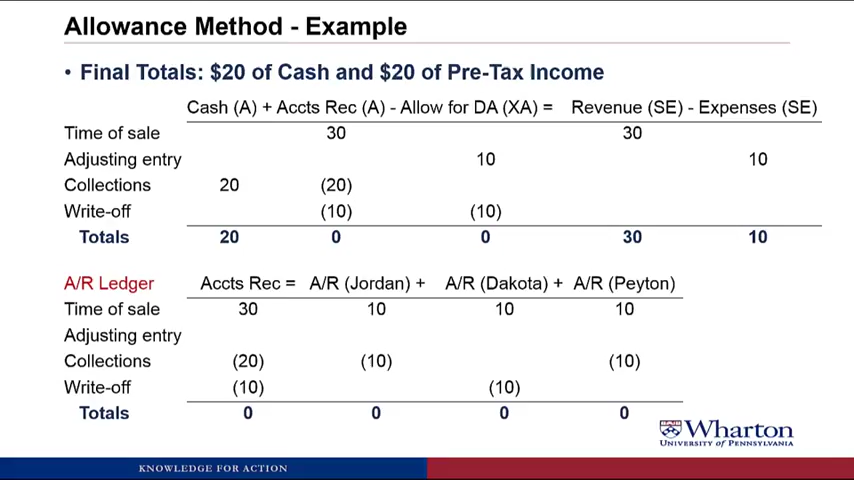 Allowance Method - Example
• Final Totals: $20 of Cash and $20 of Pre-Tax Income
Cash (A) + Accts Rec (A) - Allow for DA (XA) = Revenue (SE) - Expenses (SE)
Time of sale 30 30
Adjusting entry 10 10
Collections 20 (20)
Write-off (10) (10)
Totals 20 0 0 30 10
A/R Ledger Accts Rec = A/R (Jordan) + A/R (Dakota) + A/R (Peyton)
Time of sale 30 10 10 10
Adjusting entry
Collections (20) (10) (10)
Write-off (10) (10)
Totals 0 0 0 0
Wharton
UNIVERSITY OF PENNSYLVANIA
KNOWLEDGE FOR ACTION